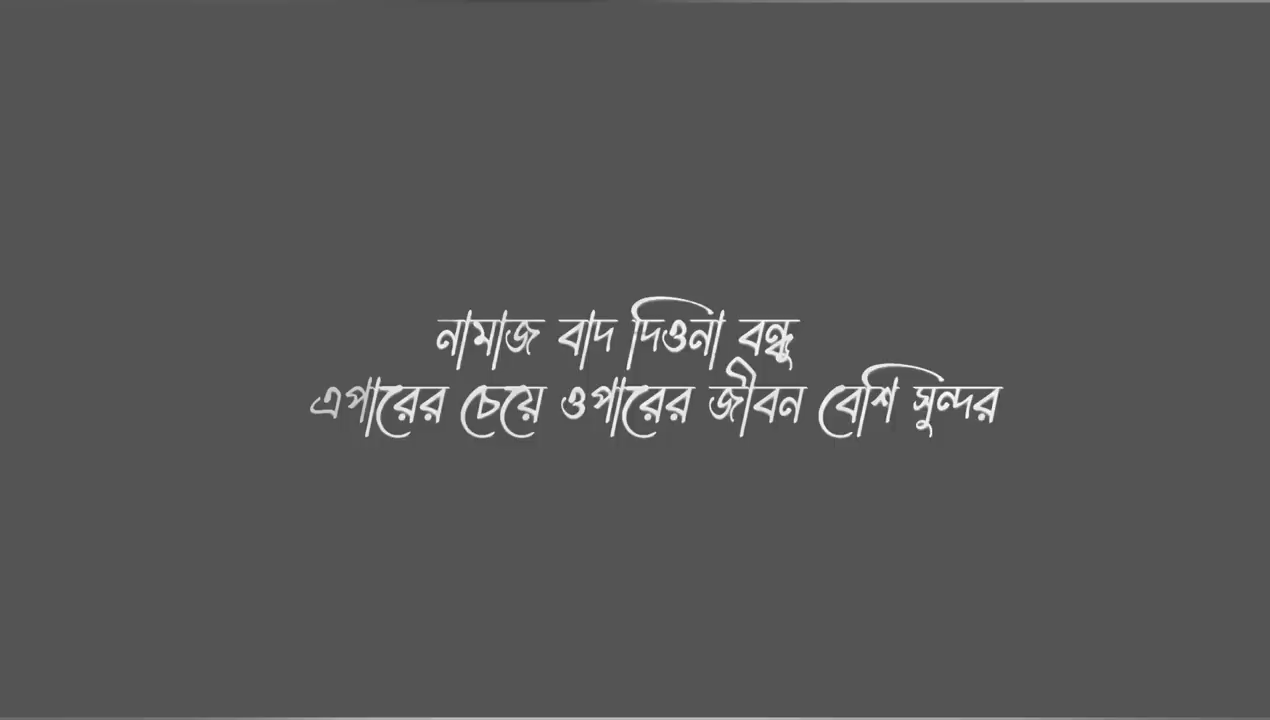 নামাজ বাদ দিওনা বন্ধু
এপারের চেয়ে ওপারের জীবন বেশি সুন্দর